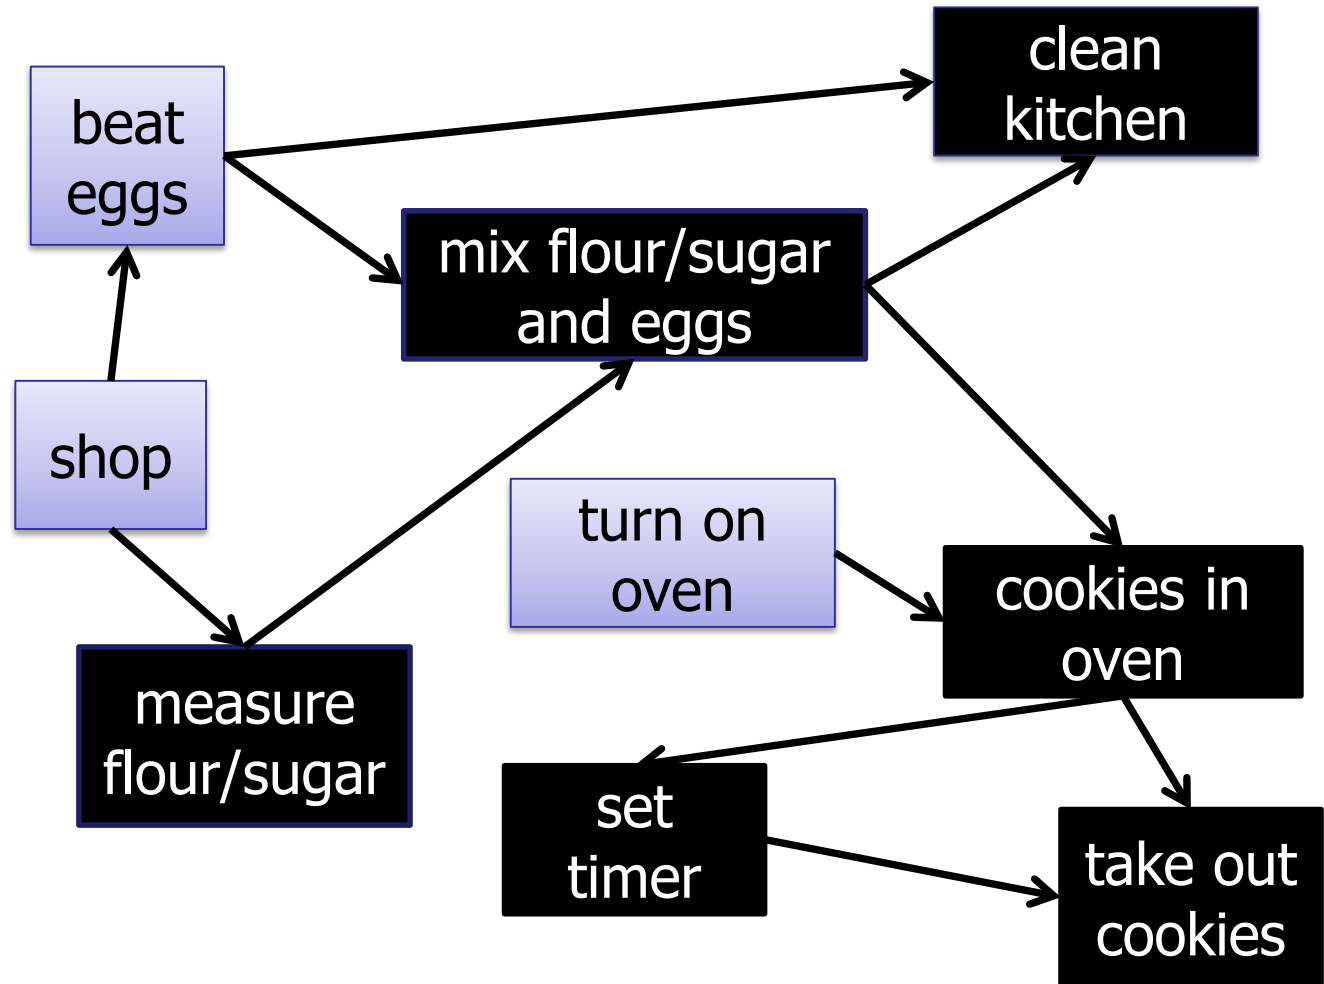 clean
kitchen
beat
eggs
mix flour/sugar
and eggs
shop
turn on
oven
cookies in
oven
measure
flour/sugar
set
timer
take out
cookies